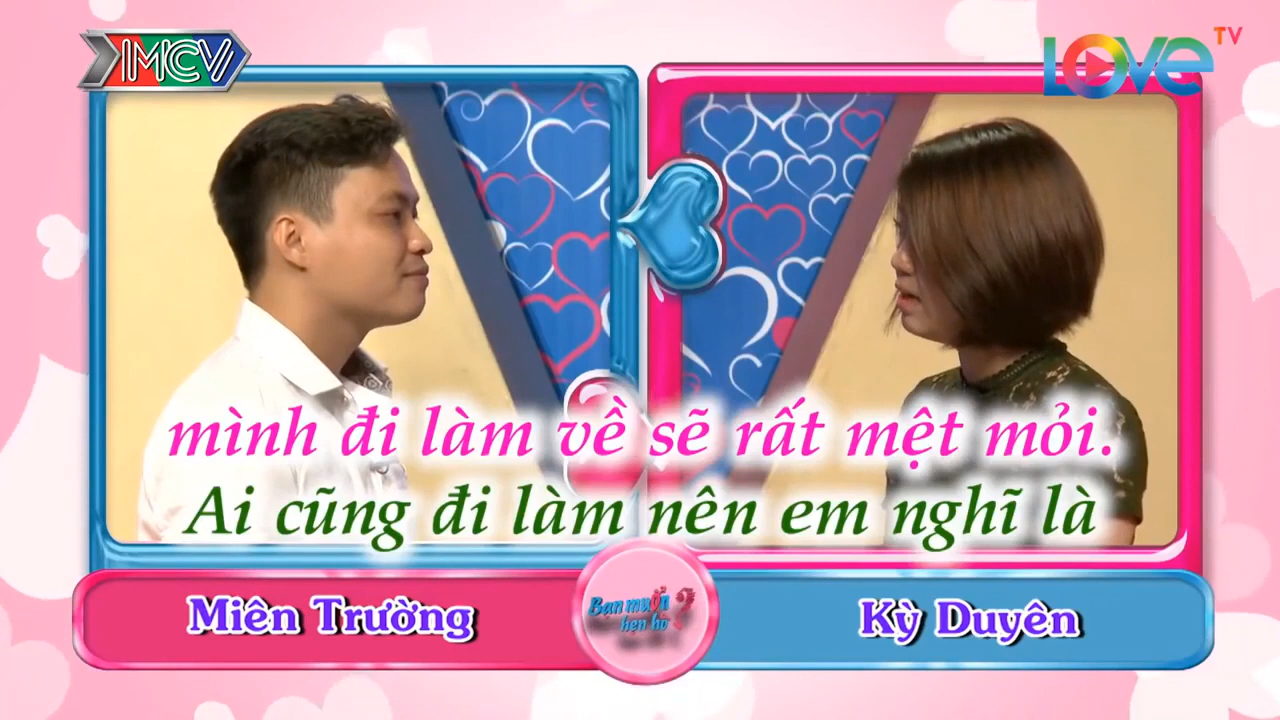 MCV
LOVE TV
mình đi làm về sẽ rất mệt mỏi.
Ai cũng đi làm nên em nghĩ là
Miên Trường
Bạn muốn
hẹn hò ?
Kỳ Duyên